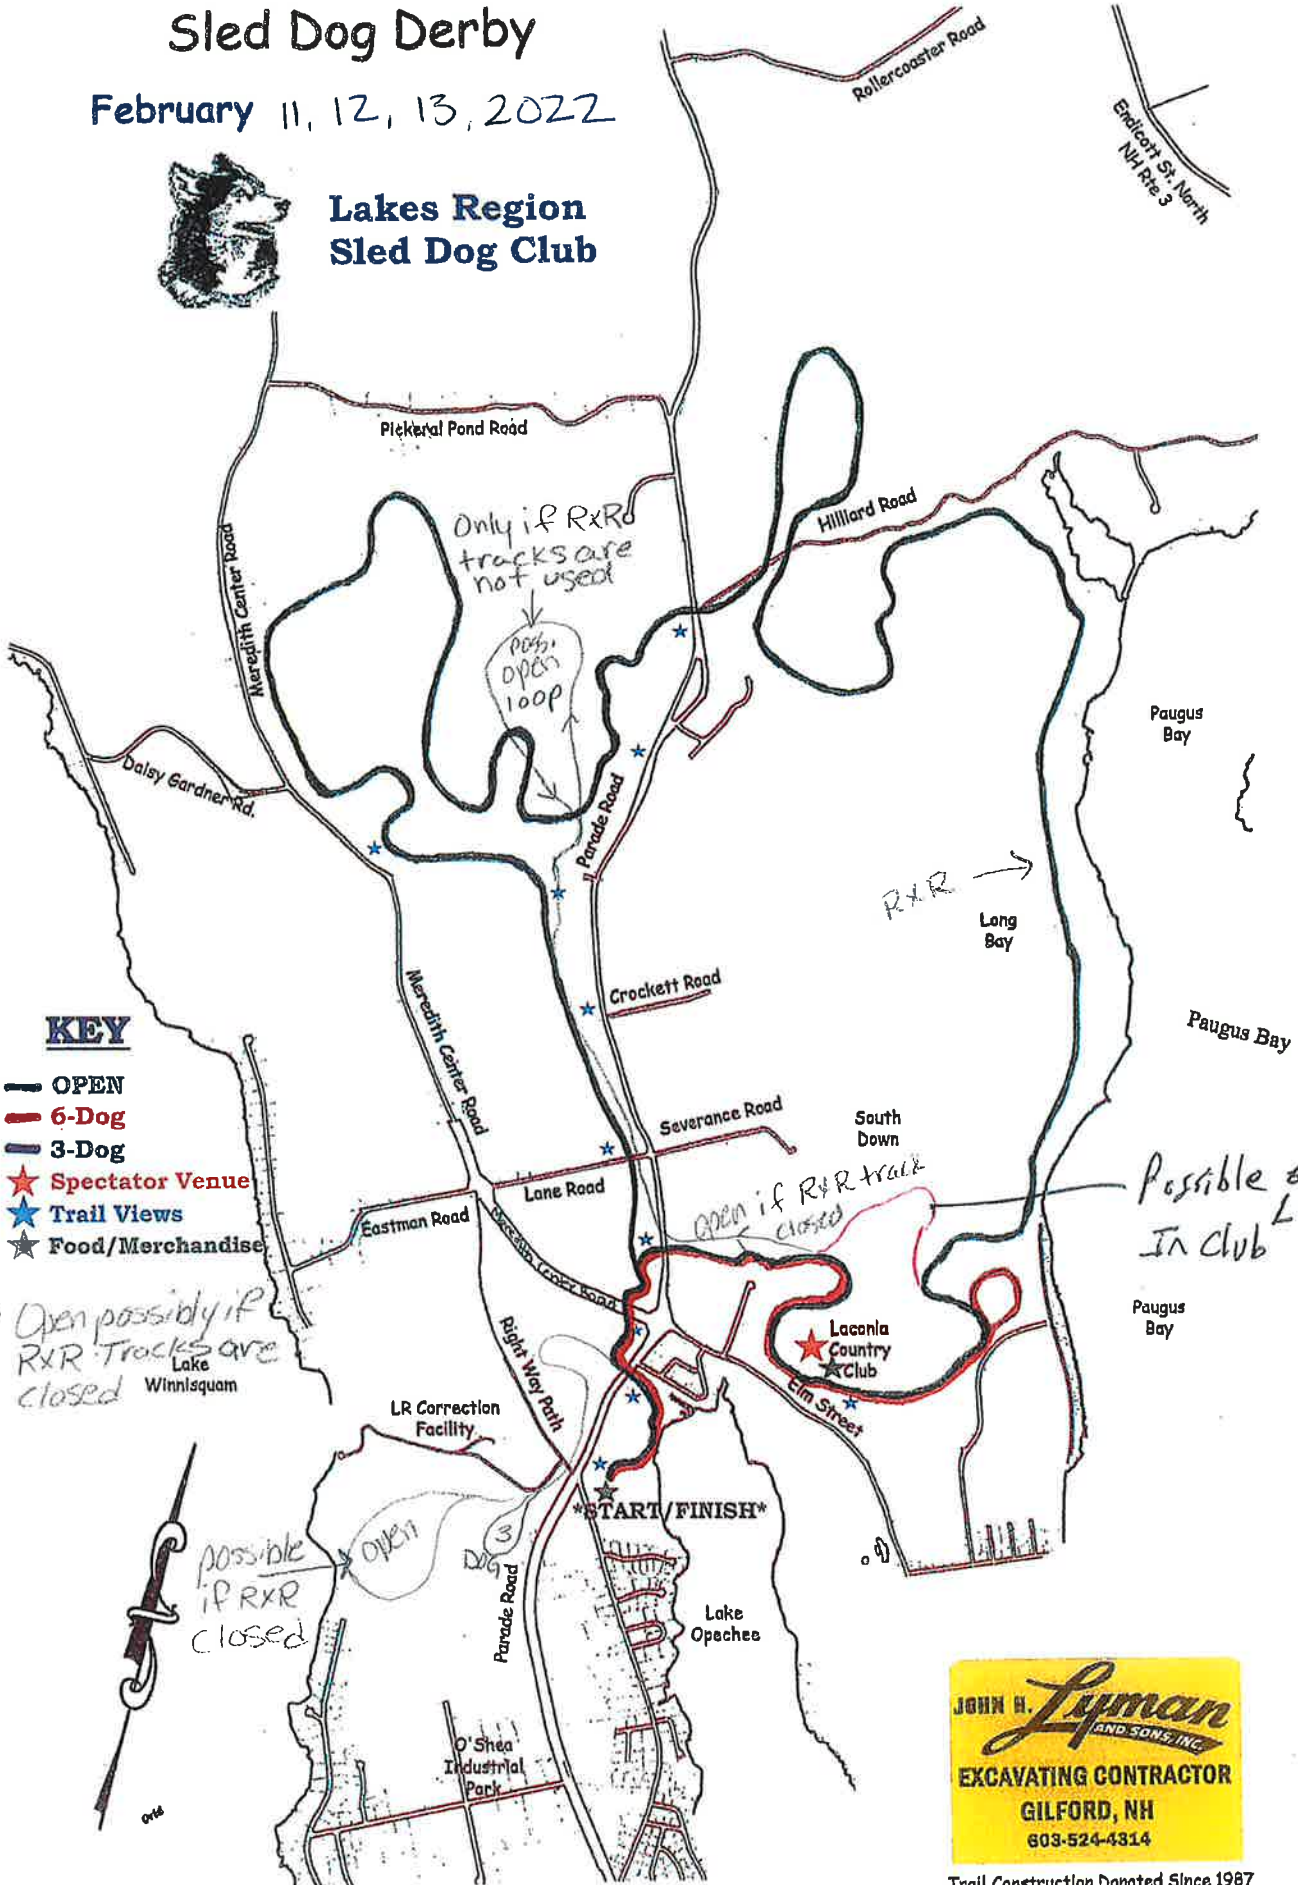 Sled Dog Derby
February 11, 12, 13, 2022
Lakes Region
Sled Dog Club
Rollercoaster Road
Endicott St. North
NH Rte 3
Pickeral Pond Road
Only if RxR
tracks are
not used
poss.
open
loop
Hilliard Road
Meredith Center Road
Daisy Gardner Rd.
Parade Road
Paugus
Bay
RXR
Long
Bay
Crockett Road
Meredith Center Road
Paugus Bay
KEY
OPEN
6-Dog
3-Dog
Spectator Venue
Trail Views
Food/Merchandise
Severance Road
South
Down
Lane Road
Eastman Road
Meredith Center Road
open if RxR track
closed
Possible
In Club
Open possibly if
RXR Tracks are
closed
Lake
Winnisquam
Right Way Path
Laconia
Country
Club
Elm Street
Paugus
Bay
LR Correction
Facility
*START/FINISH*
possible
if RXR
closed
open
3
DOG
Parade Road
Lake
Opechee
O'Shea
Industrial
Park
JOHN H. Lyman
AND SONS, INC.
EXCAVATING CONTRACTOR
GILFORD, NH
603-524-4314
Trail Construction Donated Since 1987